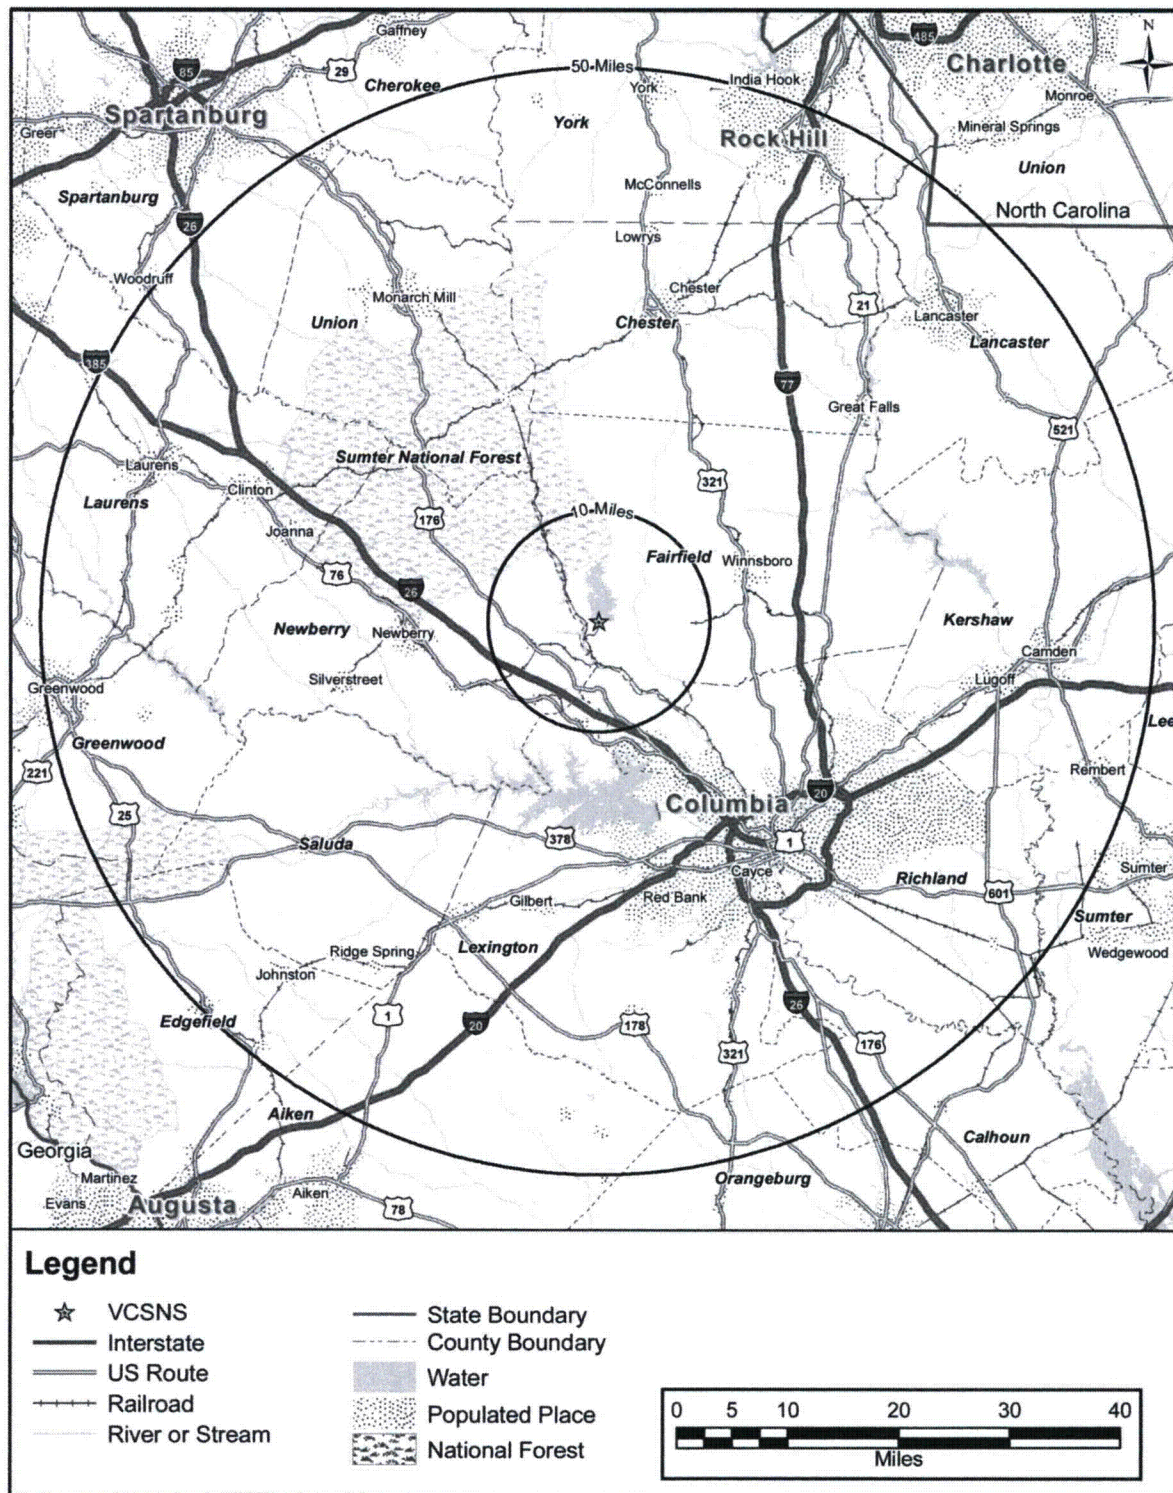 N
Gaffney
485
85
29
Cherokee
50 Miles
Charlotte
India Hook
York
Monroe
Spartanburg
York
Greer
Rock Hill
Mineral Springs
Union
McConnells
Spartanburg
North Carolina
26
Lowrys
Woodruff
Chester
Monarch Mill
21
Union
Chester
Lancaster
Lancaster
385
77
Great Falls
521
Sumter National Forest
Laurens
321
Clinton
Laurens
10 Miles
176
Joanna
Fairfield
Winnsboro
76
26
Kershaw
Newberry
Newberry
Camden
Silverstreet
Lugoff
Greenwood
Lee
Greenwood
221
Rembert
20
Columbia
25
378
1
Saluda
Cayce
Sumter
Richland
Red Bank
601
Gilbert
Sumter
Lexington
Ridge Spring
Wedgewood
Johnston
26
1
Edgefield
20
178
176
321
Aiken
Calhoun
Georgia
Martinez
Orangeburg
Aiken
Evans
Augusta
78
Legend
VCSNS
Interstate
US Route
Railroad
River or Stream
State Boundary
County Boundary
Water
Populated Place
National Forest
0 5 10 20 30 40
Miles